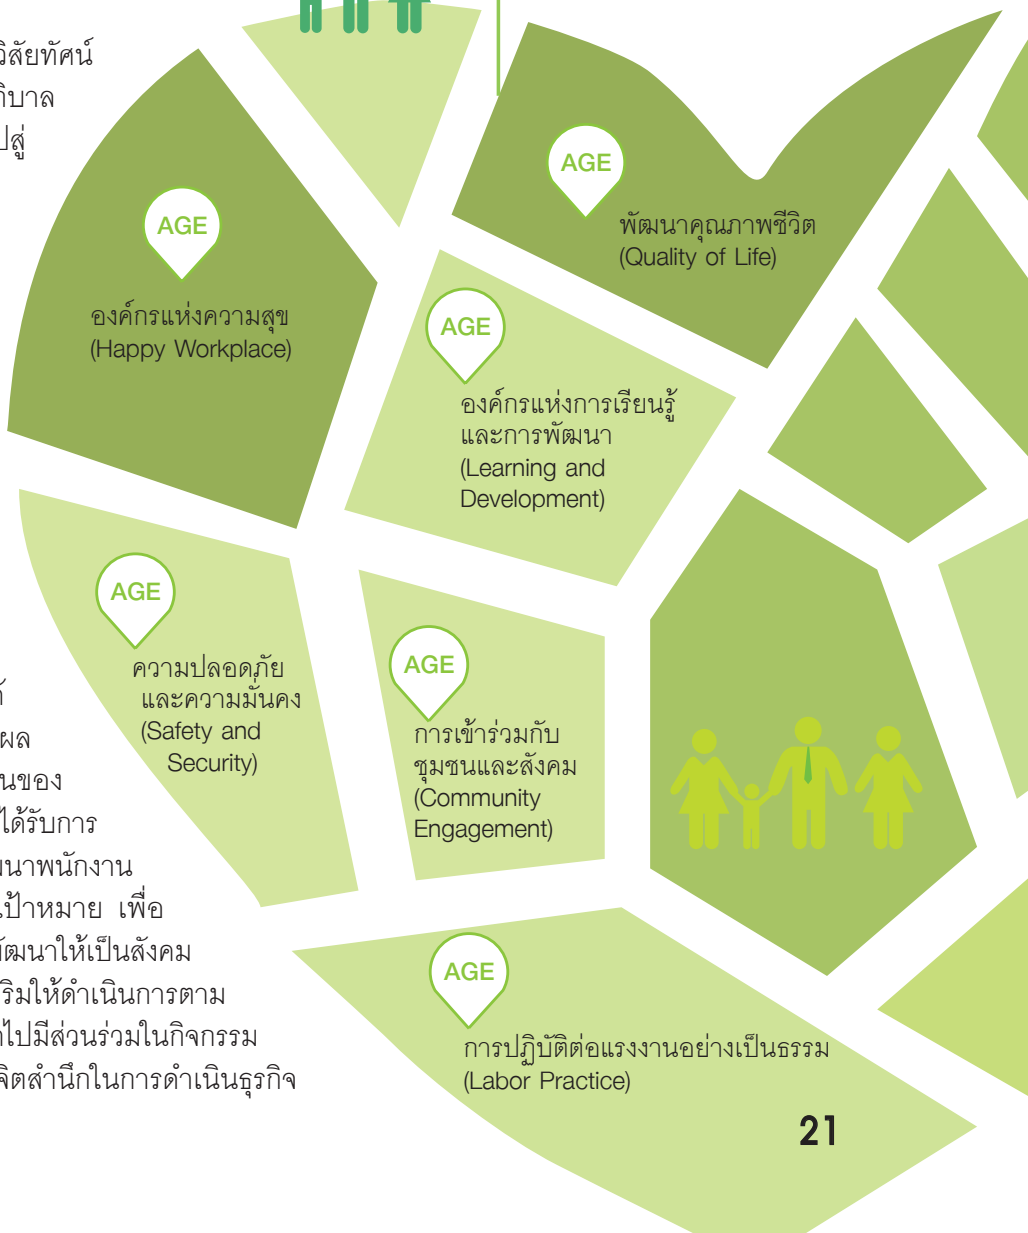 วิสัยทัศน์
ปสู่
AGE
พัฒนาคุณภาพชีวิต
(Quality of Life)
AGE
องค์กรแห่งความสุข
(Happy Workplace)
AGE
องค์กรแห่งการเรียนรู้
และการพัฒนา
(Learning and
Development)
AGE
ความปลอดภัย
และความมั่นคง
(Safety and
Security)
AGE
การเข้าร่วมกับ
ชุมชนและสังคม
(Community
Engagement)
ผล
นของ
ได้รับการ
นาพนักงาน
เป้าหมาย เพื่อ
พัฒนาให้เป็นสังคม
ริมให้ดำเนินการตาม
าไปมีส่วนร่วมในกิจกรรม
จิตสำนึกในการดำเนินธุรกิจ
AGE
การปฏิบัติต่อแรงงานอย่างเป็นธรรม
(Labor Practice)
21